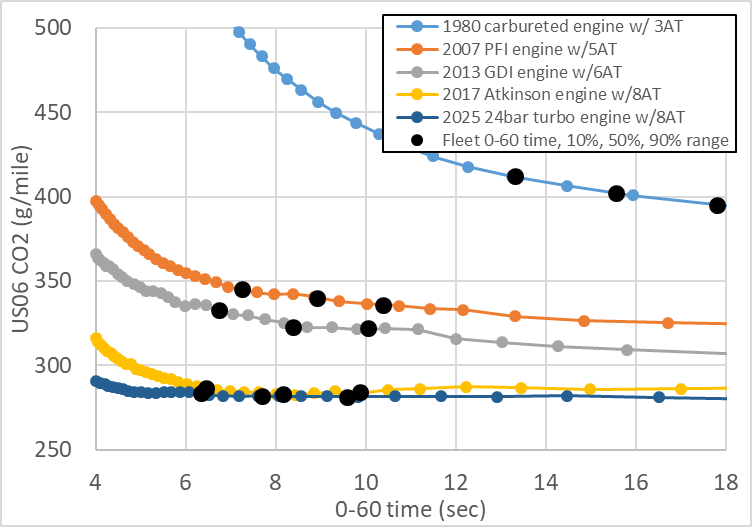 500
450
400
350
300
250
US06 CO2 (g/mile)
1980 carbureted engine w/ 3AT
2007 PFI engine w/5AT
2013 GDI engine w/6AT
2017 Atkinson engine w/8AT
2025 24bar turbo engine w/8AT
Fleet 0-60 time, 10%, 50%, 90% range
4 6 8 10 12 14 16 18
0-60 time (sec)